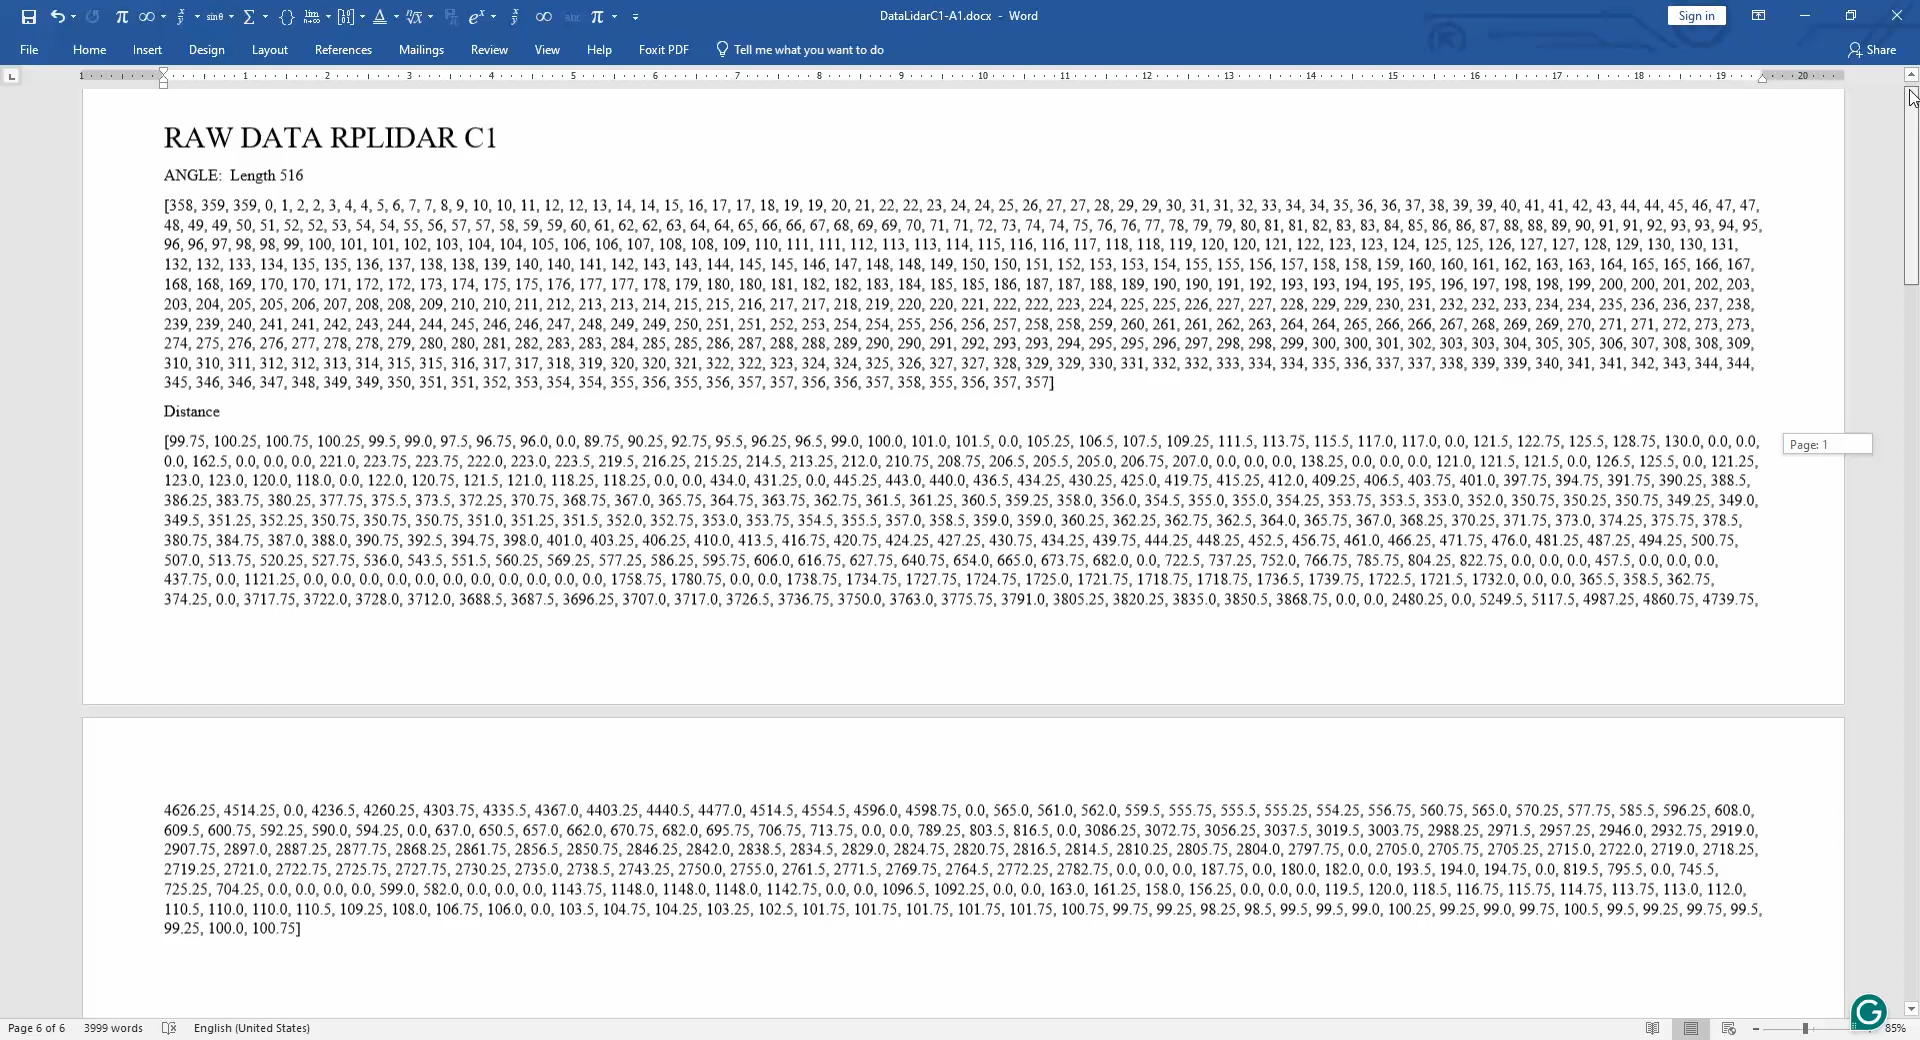 DataLidarC1-A1.docx - Word
Sign in
File Home Insert Design Layout References Mailings Review View Help Foxit PDF Tell me what you want to do Share
1 1 2 3 4 5 6 7 8 9 10 11 12 13 14 15 16 17 18 19 20
RAW DATA RPLIDAR C1
ANGLE: Length 516
[358, 359, 359, 0, 1, 2, 2, 3, 4, 4, 5, 6, 7, 7, 8, 9, 10, 10, 11, 12, 12, 13, 14, 14, 15, 16, 17, 17, 18, 19, 19, 20, 21, 22, 22, 23, 24, 24, 25, 26, 27, 27, 28, 29, 29, 30, 31, 31, 32, 33, 34, 34, 35, 36, 36, 37, 38, 39, 39, 40, 41, 41, 42, 43, 44, 44, 45, 46, 47, 47,
48, 49, 49, 50, 51, 52, 52, 53, 54, 54, 55, 56, 57, 57, 58, 59, 59, 60, 61, 62, 62, 63, 64, 64, 65, 66, 66, 67, 68, 69, 69, 70, 71, 71, 72, 73, 74, 74, 75, 76, 76, 77, 78, 79, 79, 80, 81, 81, 82, 83, 83, 84, 85, 86, 86, 87, 88, 88, 89, 90, 91, 91, 92, 93, 93, 94, 95,
96, 96, 97, 98, 98, 99, 100, 101, 101, 102, 103, 104, 104, 105, 106, 106, 107, 108, 108, 109, 110, 111, 111, 112, 113, 113, 114, 115, 116, 116, 117, 118, 118, 119, 120, 120, 121, 122, 123, 123, 124, 125, 125, 126, 127, 127, 128, 129, 130, 130, 131,
132, 132, 133, 134, 135, 135, 136, 137, 138, 138, 139, 140, 140, 141, 142, 143, 143, 144, 145, 145, 146, 147, 148, 148, 149, 150, 150, 151, 152, 153, 153, 154, 155, 155, 156, 157, 158, 158, 159, 160, 160, 161, 162, 163, 163, 164, 165, 165, 166, 167,
168, 168, 169, 170, 170, 171, 172, 172, 173, 174, 175, 175, 176, 177, 177, 178, 179, 180, 180, 181, 182, 182, 183, 184, 185, 185, 186, 187, 187, 188, 189, 190, 190, 191, 192, 193, 193, 194, 195, 195, 196, 197, 198, 198, 199, 200, 200, 201, 202, 203,
203, 204, 205, 205, 206, 207, 208, 208, 209, 210, 210, 211, 212, 213, 213, 214, 215, 215, 216, 217, 217, 218, 219, 220, 220, 221, 222, 222, 223, 224, 225, 225, 226, 227, 227, 228, 229, 229, 230, 231, 232, 232, 233, 234, 234, 235, 236, 236, 237, 238,
239, 239, 240, 241, 241, 242, 243, 244, 244, 245, 246, 246, 247, 248, 249, 249, 250, 251, 251, 252, 253, 254, 254, 255, 256, 256, 257, 258, 258, 259, 260, 261, 261, 262, 263, 264, 264, 265, 266, 266, 267, 268, 269, 269, 270, 271, 271, 272, 273, 273,
274, 275, 276, 276, 277, 278, 278, 279, 280, 280, 281, 282, 283, 283, 284, 285, 285, 286, 287, 288, 288, 289, 290, 290, 291, 292, 293, 293, 294, 295, 295, 296, 297, 298, 298, 299, 300, 300, 301, 302, 303, 303, 304, 305, 305, 306, 307, 308, 308, 309,
310, 310, 311, 312, 312, 313, 314, 315, 315, 316, 317, 317, 318, 319, 320, 320, 321, 322, 322, 323, 324, 324, 325, 326, 327, 327, 328, 329, 329, 330, 331, 332, 332, 333, 334, 334, 335, 336, 337, 337, 338, 339, 339, 340, 341, 341, 342, 343, 344, 344,
345, 346, 346, 347, 348, 349, 349, 350, 351, 351, 352, 353, 354, 354, 355, 356, 355, 356, 357, 357, 356, 356, 357, 358, 355, 356, 357, 357]
Distance
[99.75, 100.25, 100.75, 100.25, 99.5, 99.0, 97.5, 96.75, 96.0, 0.0, 89.75, 90.25, 92.75, 95.5, 96.25, 96.5, 99.0, 100.0, 101.0, 101.5, 0.0, 105.25, 106.5, 107.5, 109.25, 111.5, 113.75, 115.5, 117.0, 117.0, 0.0, 121.5, 122.75, 125.5, 128.75, 130.0, 0.0, 0.0,
0.0, 162.5, 0.0, 0.0, 0.0, 221.0, 223.75, 223.75, 222.0, 223.0, 223.5, 219.5, 216.25, 215.25, 214.5, 213.25, 212.0, 210.75, 208.75, 206.5, 205.5, 205.0, 206.75, 207.0, 0.0, 0.0, 0.0, 138.25, 0.0, 0.0, 0.0, 121.0, 121.5, 121.5, 0.0, 126.5, 125.5, 0.0, 121.25,
123.0, 123.0, 120.0, 118.0, 0.0, 122.0, 120.75, 121.5, 121.0, 118.25, 118.25, 0.0, 0.0, 434.0, 431.25, 0.0, 445.25, 443.0, 440.0, 436.5, 434.25, 430.25, 425.0, 419.75, 415.25, 412.0, 409.25, 406.5, 403.75, 401.0, 397.75, 394.75, 391.75, 390.25, 388.5,
386.25, 383.75, 380.25, 377.75, 375.5, 373.5, 372.25, 370.75, 368.75, 367.0, 365.75, 364.75, 363.75, 362.75, 361.5, 361.25, 360.5, 359.25, 358.0, 356.0, 354.5, 355.0, 355.0, 354.25, 353.75, 353.5, 353.0, 352.0, 350.75, 350.25, 350.75, 349.25, 349.0,
349.5, 351.25, 352.25, 350.75, 350.75, 350.75, 351.0, 351.25, 351.5, 352.0, 352.75, 353.0, 353.75, 354.5, 355.5, 357.0, 358.5, 359.0, 359.0, 360.25, 362.25, 362.75, 362.5, 364.0, 365.75, 367.0, 368.25, 370.25, 371.75, 373.0, 374.25, 375.75, 378.5,
380.75, 384.75, 387.0, 388.0, 390.75, 392.5, 394.75, 398.0, 401.0, 403.25, 406.25, 410.0, 413.5, 416.75, 420.75, 424.25, 427.25, 430.75, 434.25, 439.75, 444.25, 448.25, 452.5, 456.75, 461.0, 466.25, 471.75, 476.0, 481.25, 487.25, 494.25, 500.75,
507.0, 513.75, 520.25, 527.75, 536.0, 543.5, 551.5, 560.25, 569.25, 577.25, 586.25, 595.75, 606.0, 616.75, 627.75, 640.75, 654.0, 665.0, 673.75, 682.0, 0.0, 722.5, 737.25, 752.0, 766.75, 785.75, 804.25, 822.75, 0.0, 0.0, 0.0, 457.5, 0.0, 0.0, 0.0,
437.75, 0.0, 1121.25, 0.0, 0.0, 0.0, 0.0, 0.0, 0.0, 0.0, 0.0, 0.0, 0.0, 0.0, 1758.75, 1780.75, 0.0, 0.0, 1738.75, 1734.75, 1727.75, 1724.75, 1725.0, 1721.75, 1718.75, 1718.75, 1736.5, 1739.75, 1722.5, 1721.5, 1732.0, 0.0, 0.0, 365.5, 358.5, 362.75,
374.25, 0.0, 3717.75, 3722.0, 3728.0, 3712.0, 3688.5, 3687.5, 3696.25, 3707.0, 3717.0, 3726.5, 3736.75, 3750.0, 3763.0, 3775.75, 3791.0, 3805.25, 3820.25, 3835.0, 3850.5, 3868.75, 0.0, 0.0, 2480.25, 0.0, 5249.5, 5117.5, 4987.25, 4860.75, 4739.75,
Page: 1
4626.25, 4514.25, 0.0, 4236.5, 4260.25, 4303.75, 4335.5, 4367.0, 4403.25, 4440.5, 4477.0, 4514.5, 4554.5, 4596.0, 4598.75, 0.0, 565.0, 561.0, 562.0, 559.5, 555.75, 555.5, 555.25, 554.25, 556.75, 560.75, 565.0, 570.25, 577.75, 585.5, 596.25, 608.0,
609.5, 600.75, 592.25, 590.0, 594.25, 0.0, 637.0, 650.5, 657.0, 662.0, 670.75, 682.0, 695.75, 706.75, 713.75, 0.0, 0.0, 789.25, 803.5, 816.5, 0.0, 3086.25, 3072.75, 3056.25, 3037.5, 3019.5, 3003.75, 2988.25, 2971.5, 2957.25, 2946.0, 2932.75, 2919.0,
2907.75, 2897.0, 2887.25, 2877.75, 2868.25, 2861.75, 2856.5, 2850.75, 2846.25, 2842.0, 2838.5, 2834.5, 2829.0, 2824.75, 2820.75, 2816.5, 2814.5, 2810.25, 2805.75, 2804.0, 2797.75, 0.0, 2705.0, 2705.75, 2705.25, 2715.0, 2722.0, 2719.0, 2718.25,
2719.25, 2721.0, 2722.75, 2725.75, 2727.75, 2730.25, 2735.0, 2738.5, 2743.25, 2750.0, 2755.0, 2761.5, 2771.5, 2769.75, 2764.5, 2772.25, 2782.75, 0.0, 0.0, 0.0, 187.75, 0.0, 180.0, 182.0, 0.0, 193.5, 194.0, 194.75, 0.0, 819.5, 795.5, 0.0, 745.5,
725.25, 704.25, 0.0, 0.0, 0.0, 0.0, 599.0, 582.0, 0.0, 0.0, 0.0, 1143.75, 1148.0, 1148.0, 1148.0, 1142.75, 0.0, 0.0, 1096.5, 1092.25, 0.0, 0.0, 163.0, 161.25, 158.0, 156.25, 0.0, 0.0, 0.0, 119.5, 120.0, 118.5, 116.75, 115.75, 114.75, 113.75, 113.0, 112.0,
110.5, 110.0, 110.0, 110.5, 109.25, 108.0, 106.75, 106.0, 0.0, 103.5, 104.75, 104.25, 103.25, 102.5, 101.75, 101.75, 101.75, 101.75, 101.75, 100.75, 99.75, 99.25, 98.25, 98.5, 99.5, 99.5, 99.0, 100.25, 99.25, 99.0, 99.75, 100.5, 99.5, 99.25, 99.75, 99.5,
99.25, 100.0, 100.75]
Page 6 of 6 3999 words English (United States) 85%